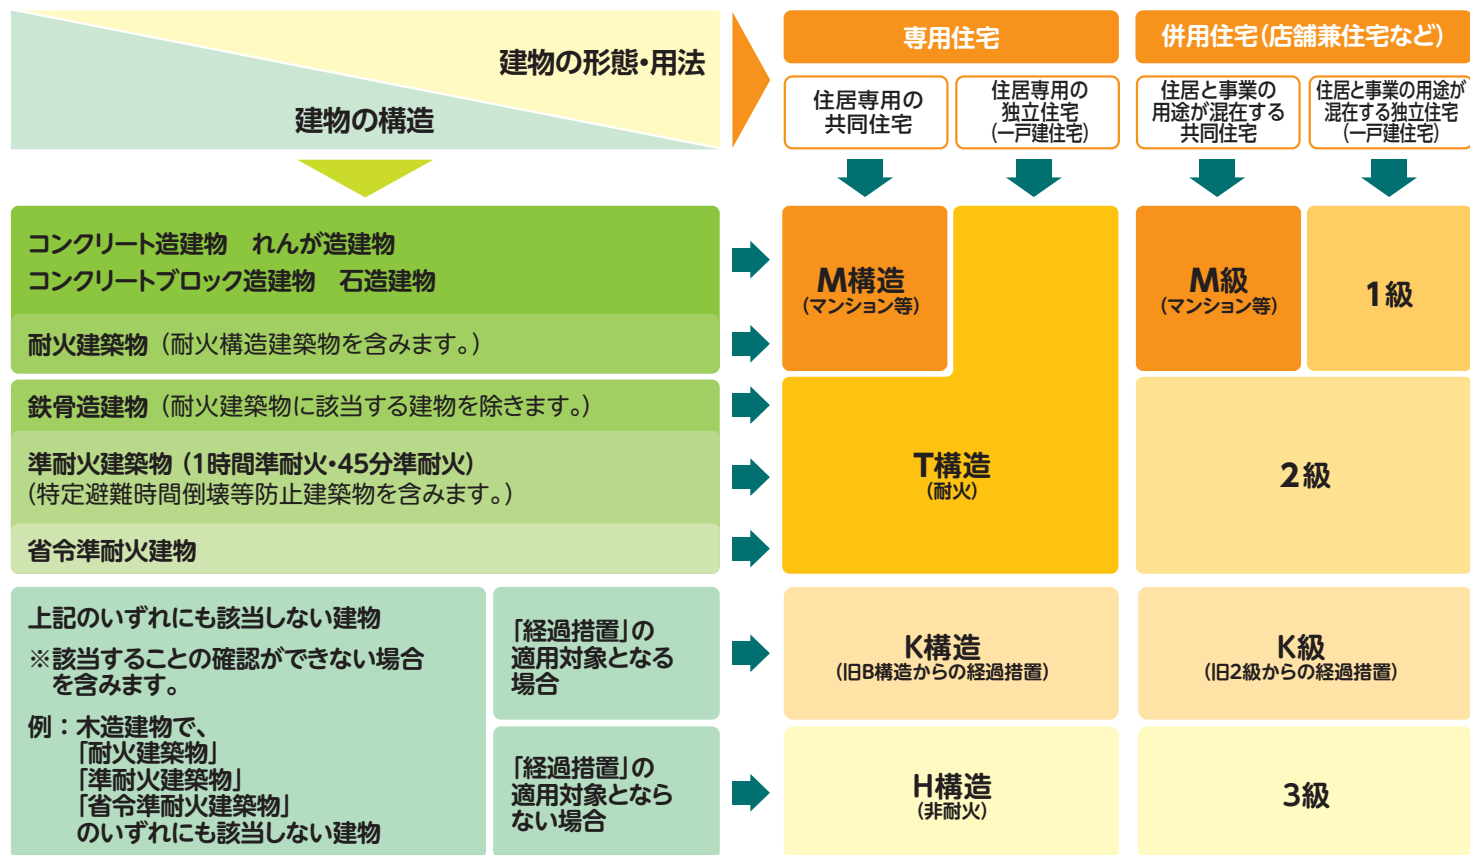 建物の形態・用法
建物の構造
専用住宅
併用住宅(店舗兼住宅など)
住居専用の
共同住宅
住居専用の
独立住宅
(一戸建住宅)
住居と事業の
用途が混在する
共同住宅
住居と事業の用途が
混在する独立住宅
(一戸建住宅)
コンクリート造建物　れんが造建物
コンクリートブロック造建物　石造建物
耐火建築物(耐火構造建築物を含みます。)
鉄骨造建物(耐火建築物に該当する建物を除きます。)
準耐火建築物(1時間準耐火・45分準耐火)
(特定避難時間倒壊等防止建築物を含みます。)
省令準耐火建物
M構造
(マンション等)
T構造
(耐火)
M級
(マンション等)
1級
2級
上記のいずれにも該当しない建物
※該当することの確認ができない場合
を含みます。
例：木造建物で、
「耐火建築物」
「準耐火建築物」
「省令準耐火建築物」
のいずれにも該当しない建物
「経過措置」の
適用対象となる
場合
K構造
(旧B構造からの経過措置)
K級
(旧2級からの経過措置)
「経過措置」の
適用対象となら
ない場合
H構造
(非耐火)
3級